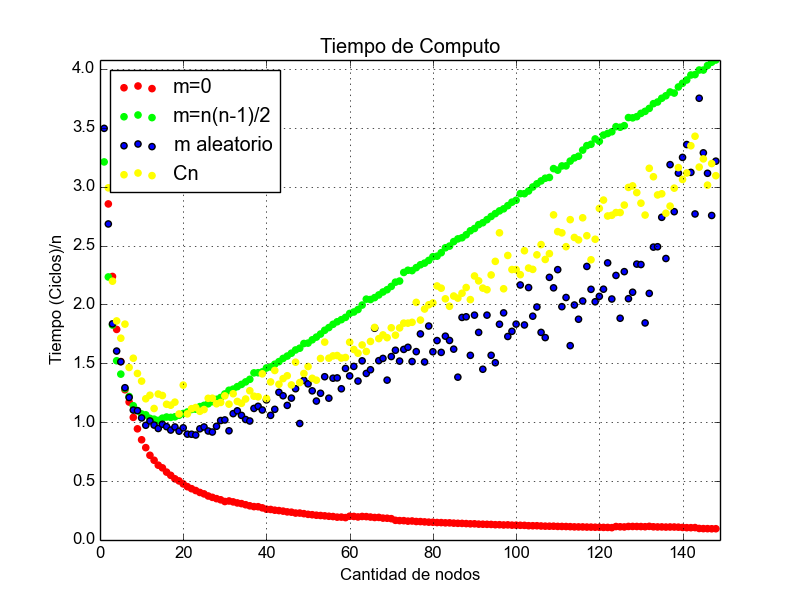 Tiempo de Computo
4.0
3.5
3.0
2.5
2.0
1.5
1.0
0.5
0.0
Tiempo (Ciclos)/n
m=0
m=n(n-1)/2
m aleatorio
Cn
0 20 40 60 80 100 120 140
Cantidad de nodos